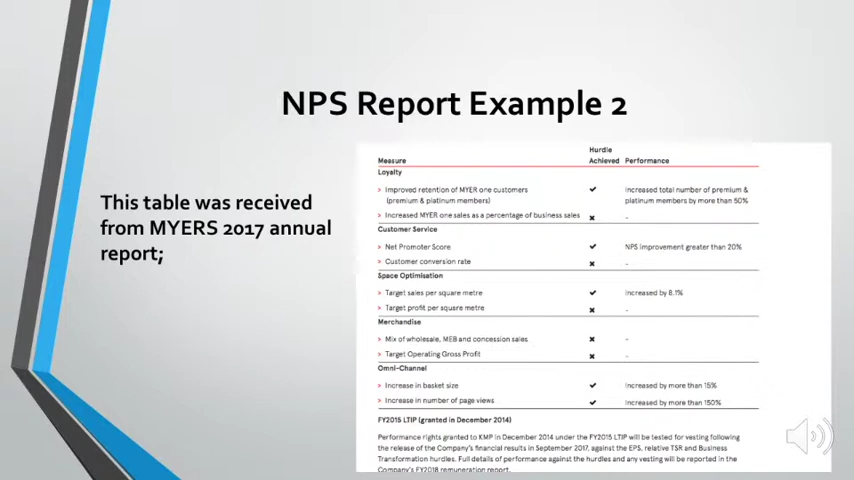 NPS Report Example 2
This table was received
from MYERS 2017 annual
report;
Hurdle
Measure Achieved Performance
Loyalty
> Improved retention of MYER one customers ✓ Increased total number of premium &
(premium & platinum members) platinum members by more than 50%
> Increased MYER one sales as a percentage of business sales ✗ -
Customer Service
> Net Promoter Score ✓ NPS improvement greater than 20%
> Customer conversion rate ✗ -
Space Optimisation
> Target sales per square metre ✓ Increased by 8.1%
> Target profit per square metre ✗ -
Merchandise
> Mix of wholesale, MEB and concession sales ✗ -
> Target Operating Gross Profit ✗ -
Omni-Channel
> Increase in basket size ✓ Increased by more than 15%
> Increase in number of page views ✓ Increased by more than 150%
FY2015 LTIP (granted in December 2014)
Performance rights granted to KMP in December 2014 under the FY2015 LTIP will be tested for vesting following
the release of the Company's financial results in September 2017, against the EPS, relative TSR and Business
Transformation hurdles. Full details of performance against the hurdles and any vesting will be reported in the
Company's FY2018 remuneration report.